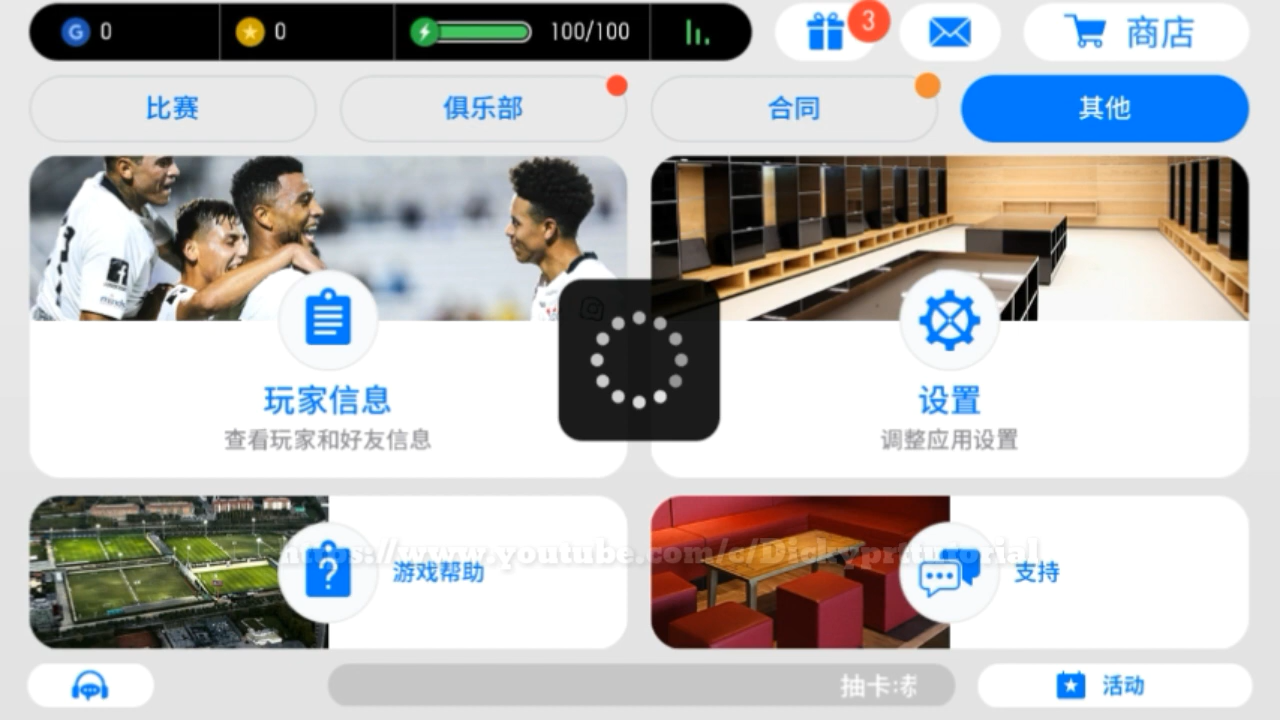 G 0
0
100/100
3
商店
比赛
俱乐部
合同
其他
玩家信息
查看玩家和好友信息
设置
调整应用设置
https://www.youtube.com/c/Dickyprttutorial
游戏帮助
支持
抽卡:
活动